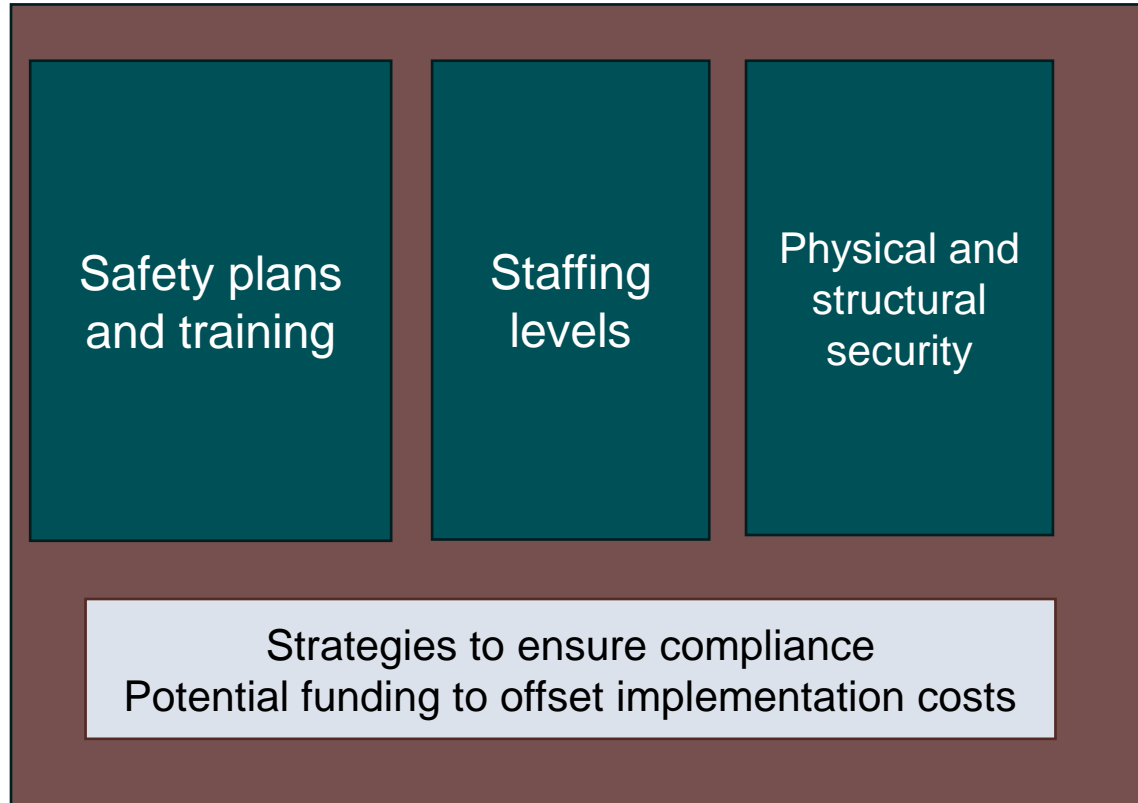 Safety plans
and training
Staffing
levels
Physical and
structural
security
Strategies to ensure compliance
Potential funding to offset implementation costs